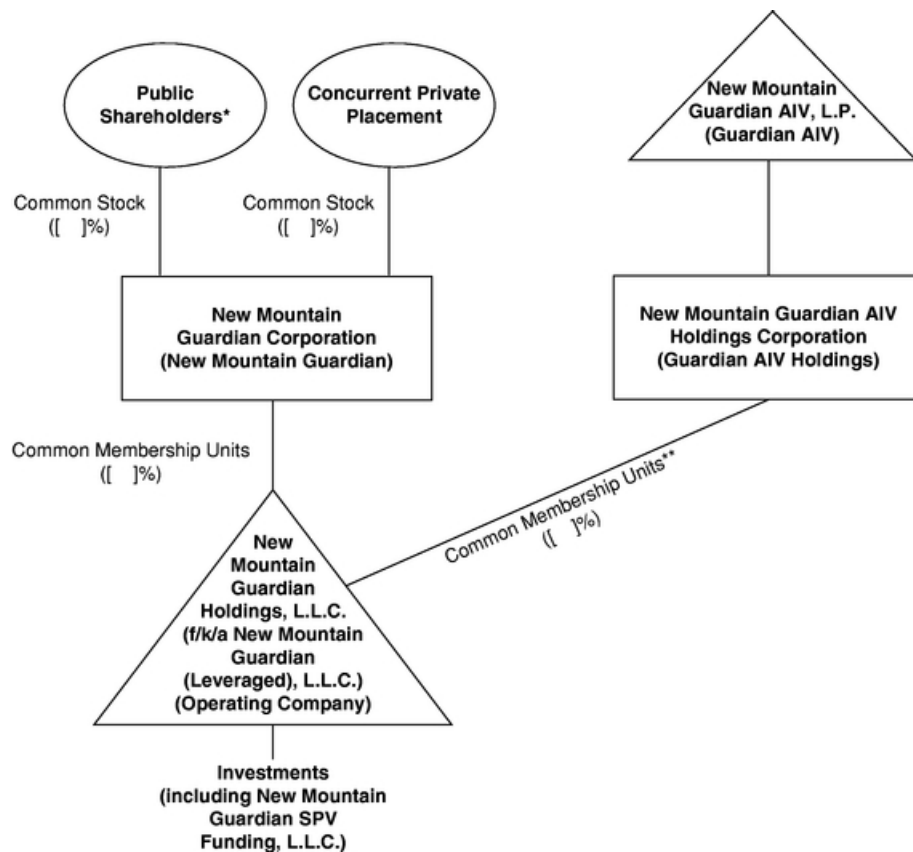 Public
Shareholders*
Concurrent Private
Placement
New Mountain
Guardian AIV, L.P.
(Guardian AIV)
Common Stock
([ ]%)
Common Stock
([ ]%)
New Mountain
Guardian Corporation
(New Mountain Guardian)
New Mountain Guardian AIV
Holdings Corporation
(Guardian AIV Holdings)
Common Membership Units
([ ]%)
Common Membership Units**
([ ]%)
New
Mountain
Guardian
Holdings, L.L.C.
(f/k/a New Mountain
Guardian
(Leveraged), L.L.C.)
(Operating Company)
Investments
(including New Mountain
Guardian SPV
Funding, L.L.C.)